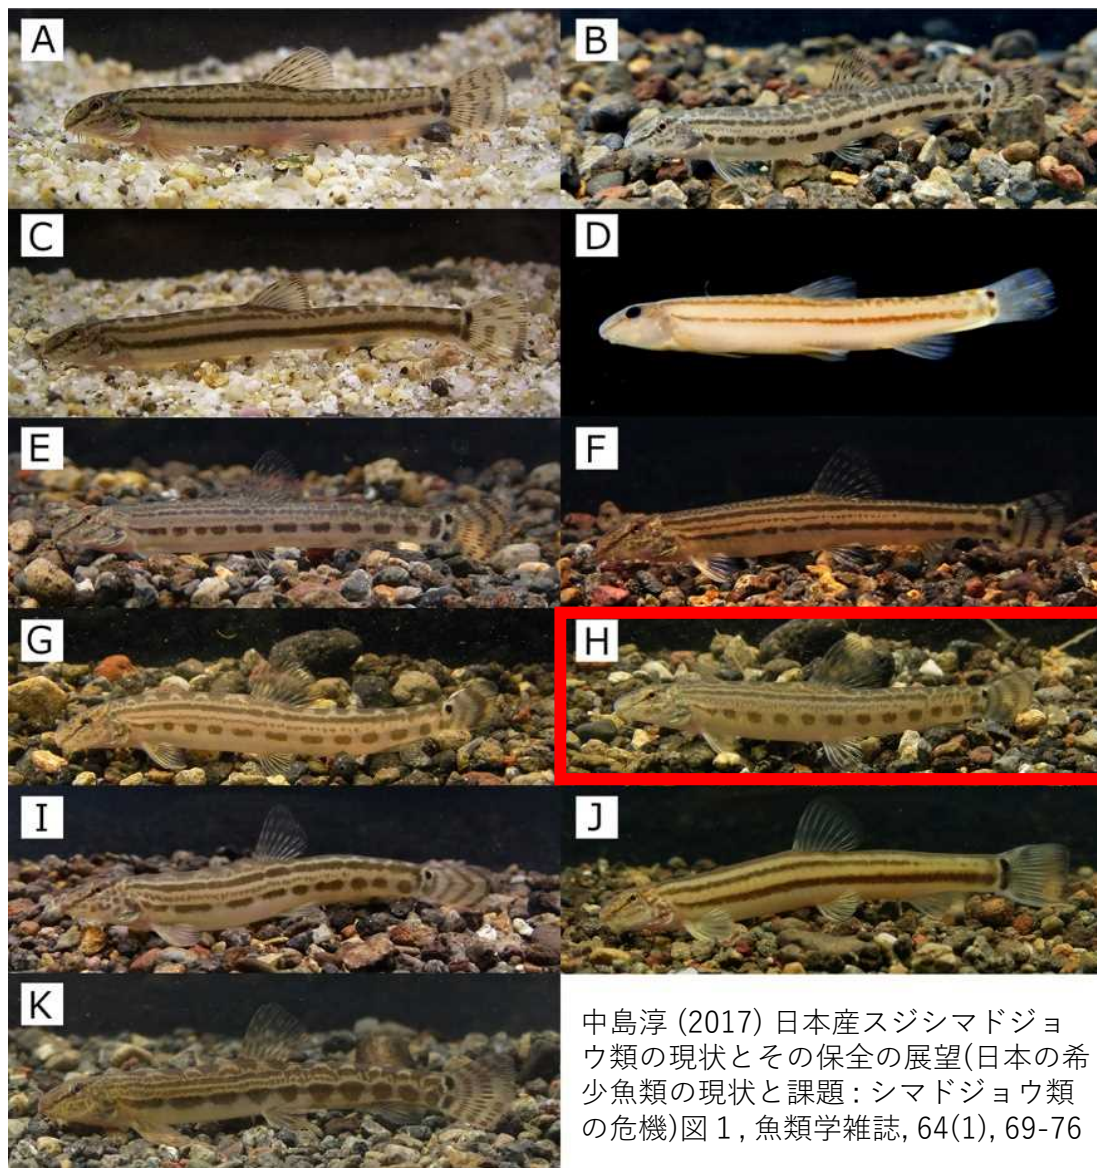 A
B
C
D
E
F
G
H
I
J
K
中島淳 (2017) 日本産スジシマドジョ
ウ類の現状とその保全の展望(日本の希
少魚類の現状と課題 : シマドジョウ類
の危機)図 1 , 魚類学雑誌, 64(1), 69-76